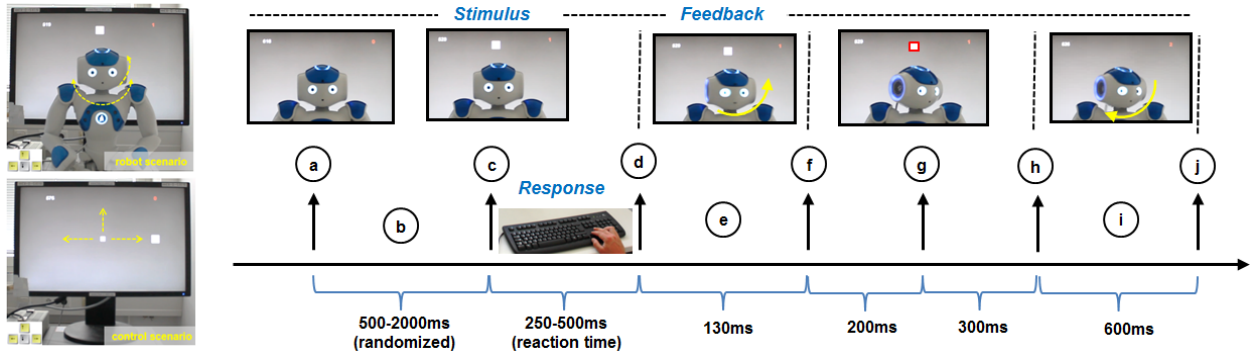 Stimulus
Feedback
robot scenario
a
c
d
f
g
h
j
Response
b
e
i
control scenario
500-2000ms
(randomized)
250-500ms
(reaction time)
130ms
200ms
300ms
600ms